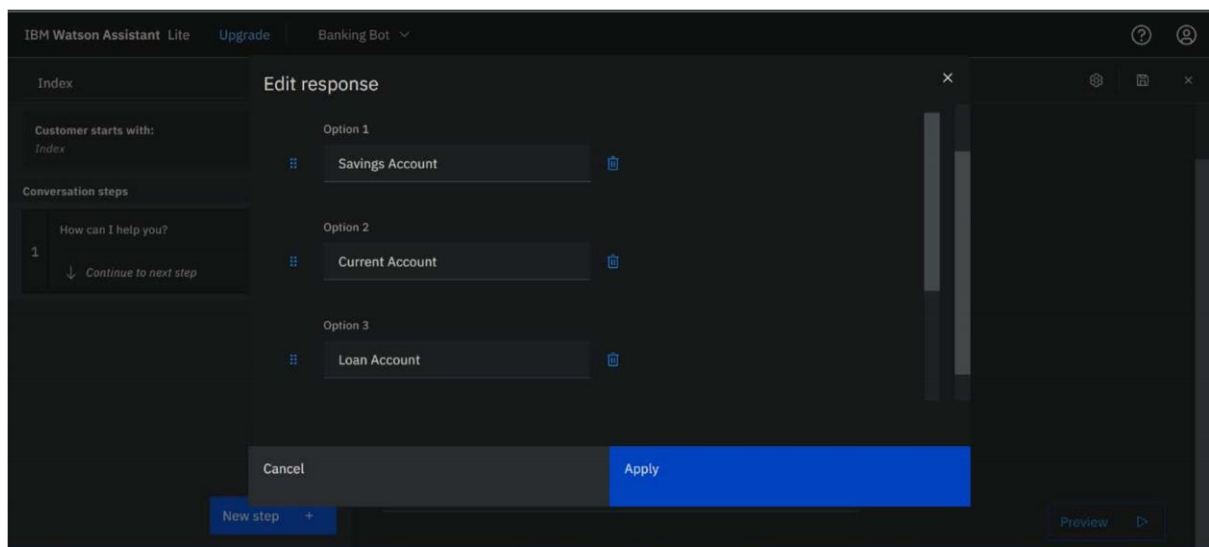 IBM Watson Assistant Lite Upgrade Banking Bot
Index
Edit response
Customer starts with:
Index
Conversation steps
1
How can I help you?
Continue to next step
Option 1
Savings Account
Option 2
Current Account
Option 3
Loan Account
Cancel
Apply
New step +
Preview